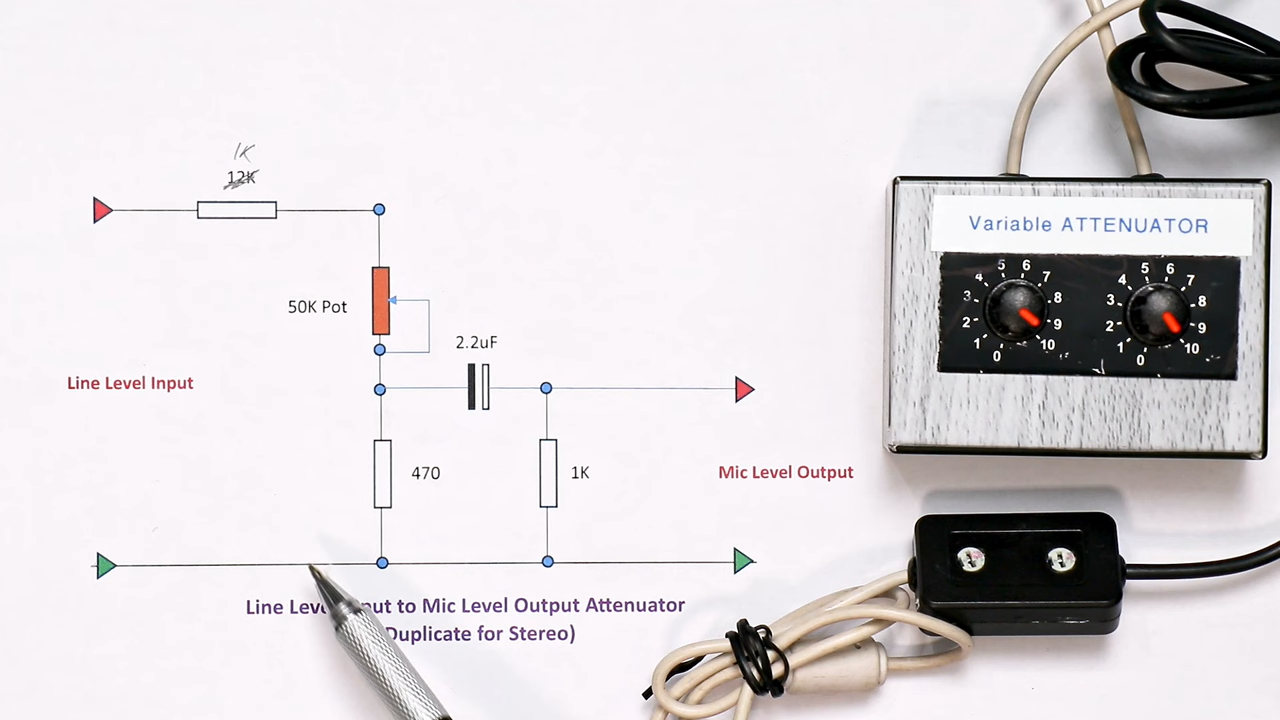 1K
12K
50K Pot
2.2uF
Line Level Input
470
1K
Mic Level Output
Line Level Input to Mic Level Output Attenuator
(Duplicate for Stereo)
Variable ATTENUATOR
0 1 2 3 4 5 6 7 8 9 10
0 1 2 3 4 5 6 7 8 9 10